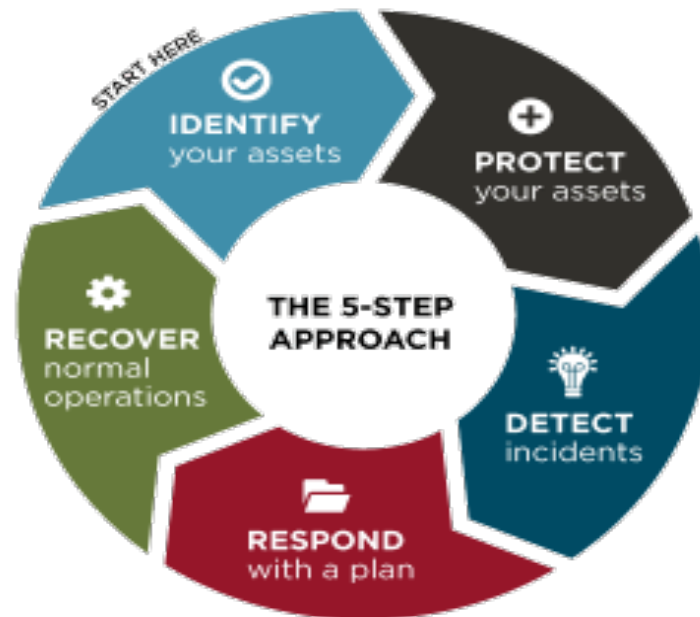 START HERE
IDENTIFY
your assets
PROTECT
your assets
DETECT
incidents
RESPOND
with a plan
RECOVER
normal
operations
THE 5-STEP
APPROACH